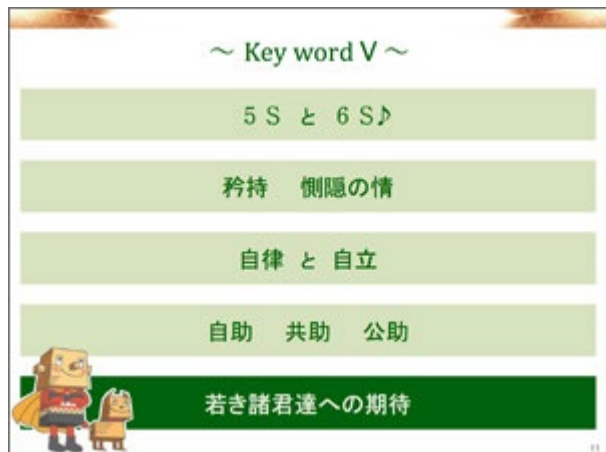 ～ Key word Ⅴ ～
５Ｓ と ６Ｓ♪
矜持 惻隠の情
自律 と 自立
自助 共助 公助
若き諸君達への期待
11